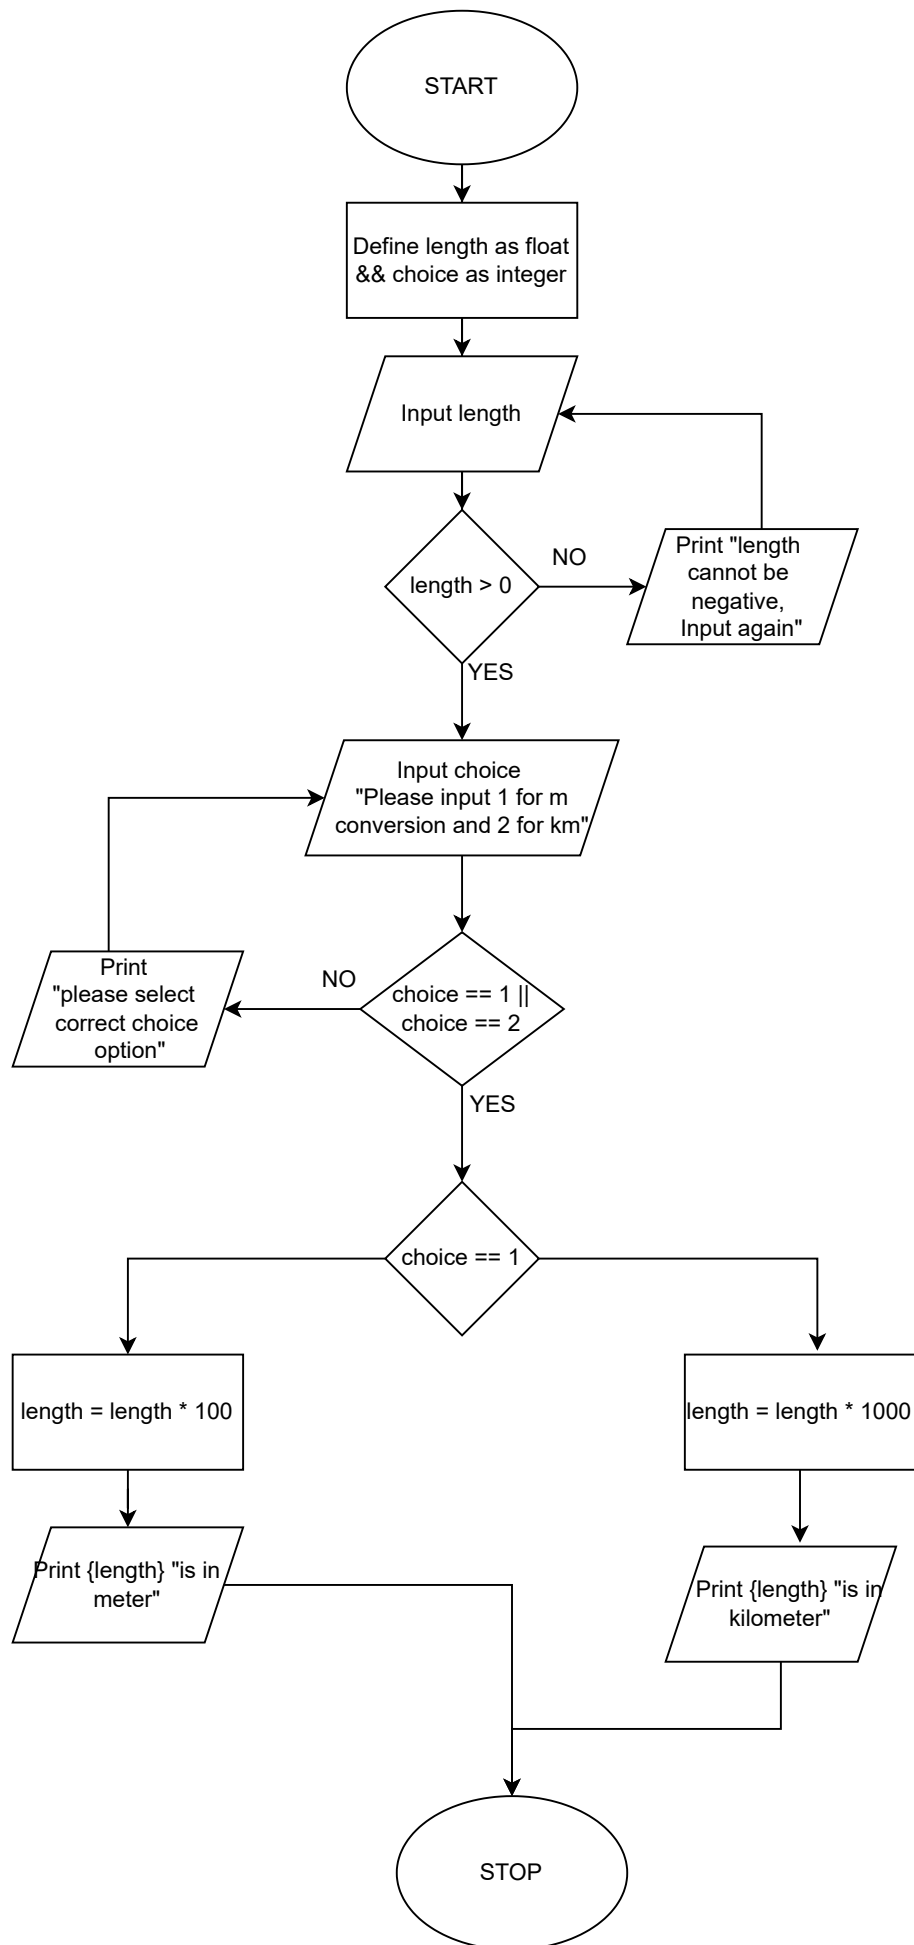 START
Define length as float
&& choice as integer
Input length
length > 0
NO
Print "length
cannot be
negative,
Input again"
YES
Input choice
"Please input 1 for m
conversion and 2 for km"
Print
"please select
correct choice
option"
NO
choice == 1 ||
choice == 2
YES
choice == 1
length = length * 100
length = length * 1000
Print {length} "is in
meter"
Print {length} "is in
kilometer"
STOP